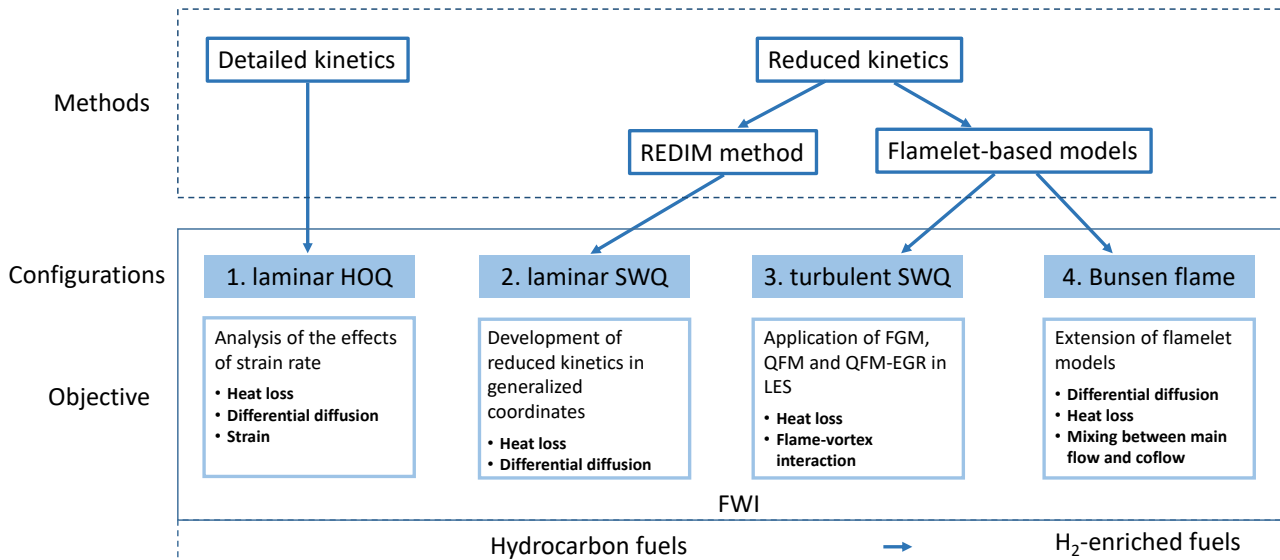 Methods
Detailed kinetics
Reduced kinetics
REDIM method
Flamelet-based models
Configurations
1. laminar HOQ
2. laminar SWQ
3. turbulent SWQ
4. Bunsen flame
Objective
Analysis of the effects
of strain rate
• Heat loss
• Differential diffusion
• Strain
Development of
reduced kinetics in
generalized
coordinates
• Heat loss
• Differential diffusion
Application of FGM,
QFM and QFM-EGR in
LES
• Heat loss
• Flame-vortex
interaction
Extension of flamelet
models
• Differential diffusion
• Heat loss
• Mixing between main
flow and coflow
FWI
Hydrocarbon fuels
H₂-enriched fuels